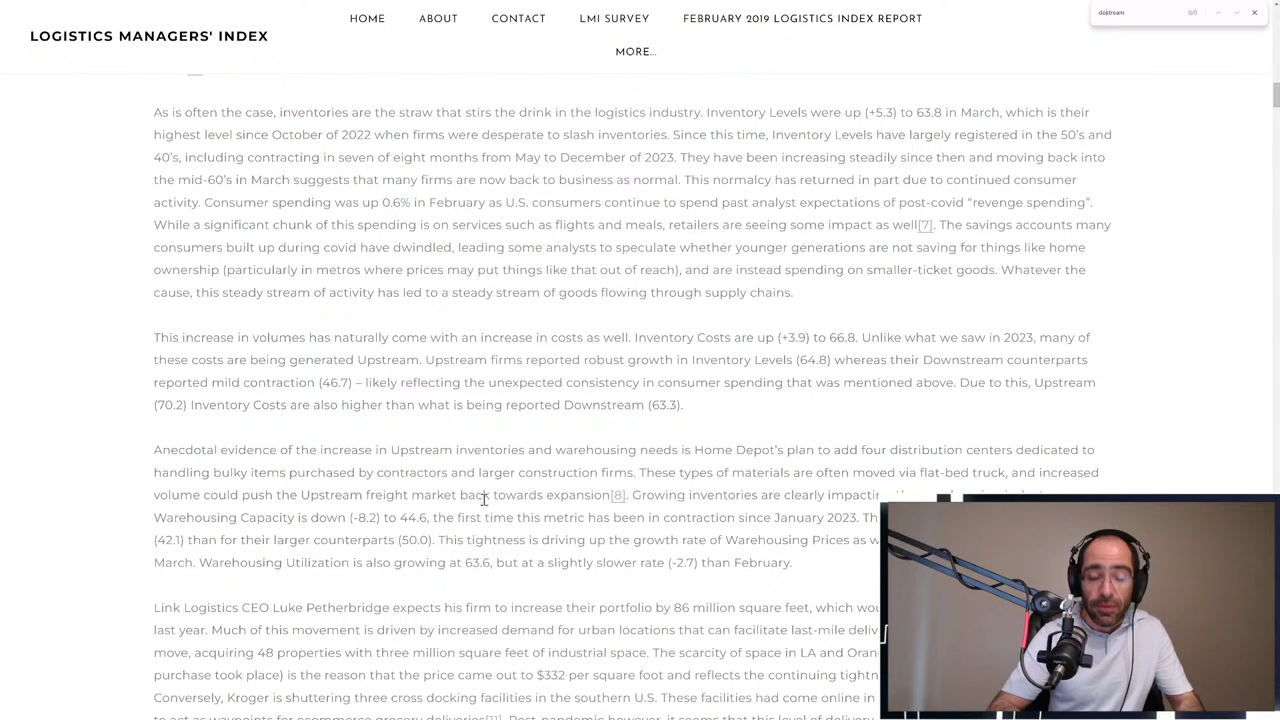 HOME ABOUT CONTACT LMI SURVEY FEBRUARY 2019 LOGISTICS INDEX REPORT
destream 0/0
LOGISTICS MANAGERS' INDEX
MORE...
As is often the case, inventories are the straw that stirs the drink in the logistics industry. Inventory Levels were up (+5.3) to 63.8 in March, which is their
highest level since October of 2022 when firms were desperate to slash inventories. Since this time, Inventory Levels have largely registered in the 50's and
40's, including contracting in seven of eight months from May to December of 2023. They have been increasing steadily since then and moving back into
the mid-60's in March suggests that many firms are now back to business as normal. This normalcy has returned in part due to continued consumer
activity. Consumer spending was up 0.6% in February as U.S. consumers continue to spend past analyst expectations of post-covid “revenge spending”.
While a significant chunk of this spending is on services such as flights and meals, retailers are seeing some impact as well[7]. The savings accounts many
consumers built up during covid have dwindled, leading some analysts to speculate whether younger generations are not saving for things like home
ownership (particularly in metros where prices may put things like that out of reach), and are instead spending on smaller-ticket goods. Whatever the
cause, this steady stream of activity has led to a steady stream of goods flowing through supply chains.
This increase in volumes has naturally come with an increase in costs as well. Inventory Costs are up (+3.9) to 66.8. Unlike what we saw in 2023, many of
these costs are being generated Upstream. Upstream firms reported robust growth in Inventory Levels (64.8) whereas their Downstream counterparts
reported mild contraction (46.7) – likely reflecting the unexpected consistency in consumer spending that was mentioned above. Due to this, Upstream
(70.2) Inventory Costs are also higher than what is being reported Downstream (63.3).
Anecdotal evidence of the increase in Upstream inventories and warehousing needs is Home Depot's plan to add four distribution centers dedicated to
handling bulky items purchased by contractors and larger construction firms. These types of materials are often moved via flat-bed truck, and increased
volume could push the Upstream freight market back towards expansion[8]. Growing inventories are clearly
Warehousing Capacity is down (-8.2) to 44.6, the first time this metric has been in contraction since January 2023.
(42.1) than for their larger counterparts (50.0). This tightness is driving up the growth rate of Warehousing Prices as
March. Warehousing Utilization is also growing at 63.6, but at a slightly slower rate (-2.7) than February.
Link Logistics CEO Luke Petherbridge expects his firm to increase their portfolio by 86 million square feet, which
last year. Much of this movement is driven by increased demand for urban locations that can facilitate last-mile
move, acquiring 48 properties with three million square feet of industrial space. The scarcity of space in LA and
purchase took place) is the reason that the price came out to $332 per square foot and reflects the continuing
Conversely, Kroger is shuttering three cross docking facilities in the southern U.S. These facilities had come online in
to act as waypoints for ecommerce grocery deliveries[11]. Post-pandemic however, it seems that this level of delivery